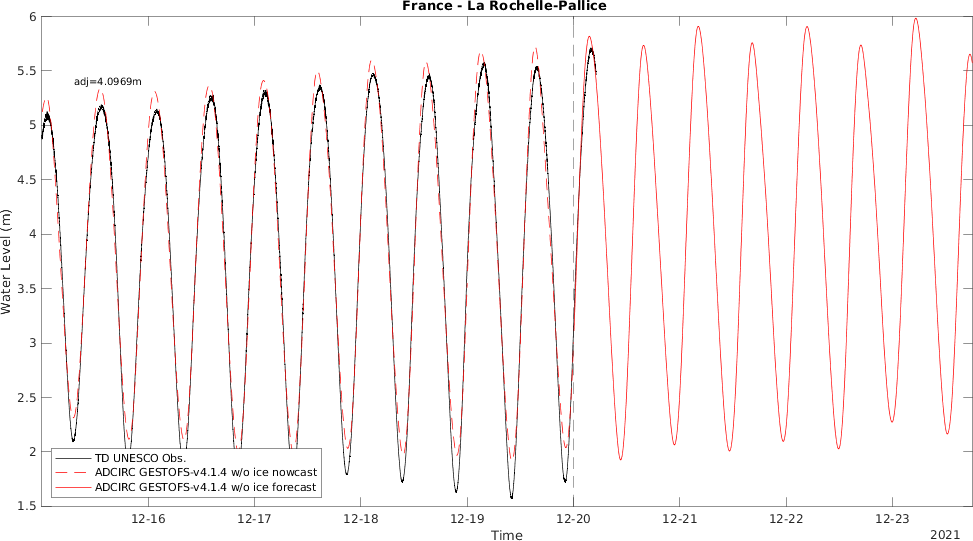 France - La Rochelle-Pallice
adj=4.0969m
6
5.5
5
4.5
4
3.5
3
2.5
2
1.5
Water Level (m)
TD UNESCO Obs.
ADCIRC GESTOFS-v4.1.4 w/o ice nowcast
ADCIRC GESTOFS-v4.1.4 w/o ice forecast
12-16 12-17 12-18 12-19 12-20 12-21 12-22 12-23
Time
2021